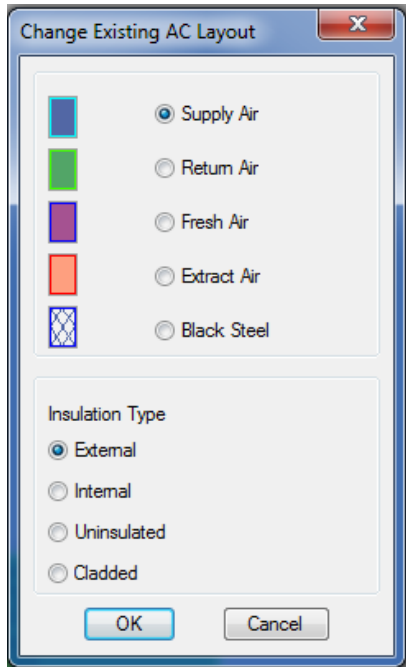 Change Existing AC Layout
Supply Air
Return Air
Fresh Air
Extract Air
Black Steel
Insulation Type
External
Internal
Uninsulated
Cladded
OK
Cancel